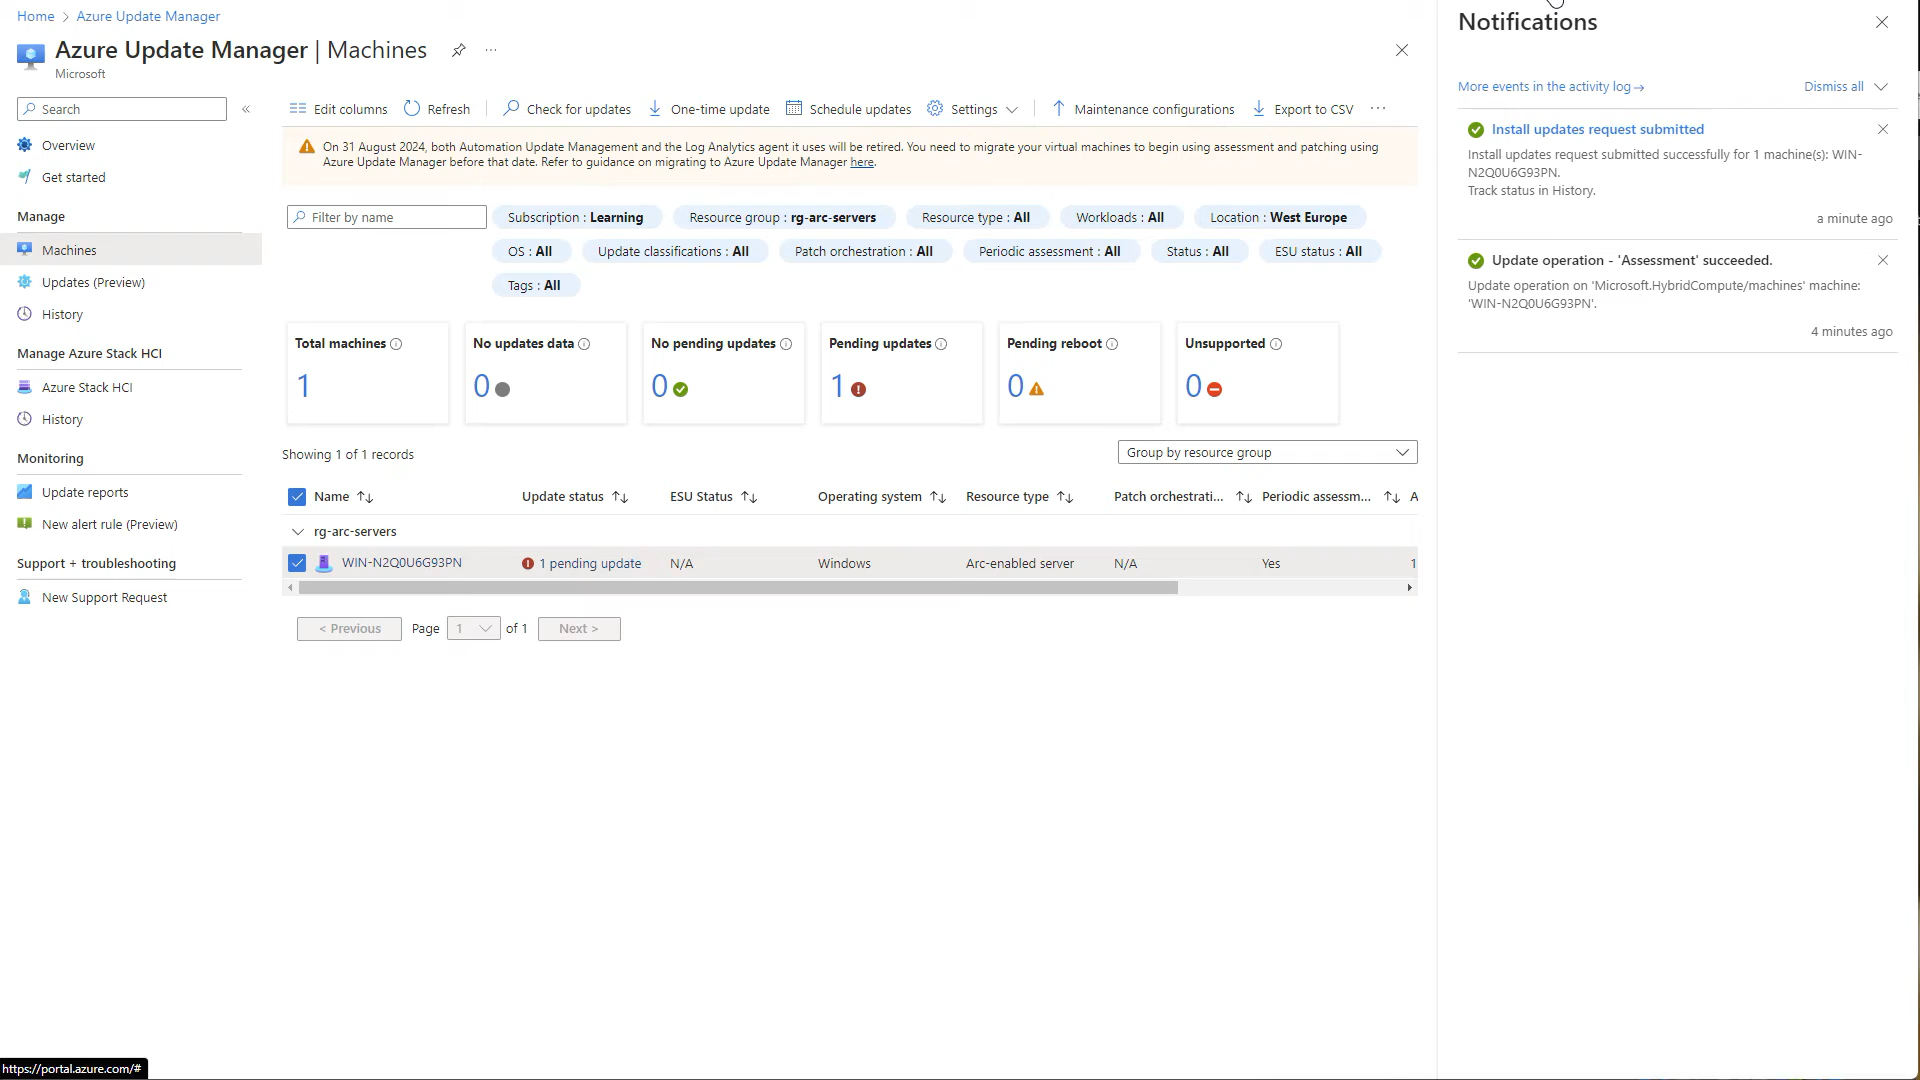 Home > Azure Update Manager
Azure Update Manager | Machines
...
Microsoft
Search
«
Overview
Get started
Manage
Machines
Updates (Preview)
History
Manage Azure Stack HCI
Azure Stack HCI
History
Monitoring
Update reports
New alert rule (Preview)
Support + troubleshooting
New Support Request
Edit columns Refresh Check for updates One-time update Schedule updates Settings Maintenance configurations Export to CSV ...
On 31 August 2024, both Automation Update Management and the Log Analytics agent it uses will be retired. You need to migrate your virtual machines to begin using assessment and patching using
Azure Update Manager before that date. Refer to guidance on migrating to Azure Update Manager here.
Filter by name Subscription : Learning Resource group : rg-arc-servers Resource type : All Workloads : All Location : West Europe
OS : All Update classifications : All Patch orchestration : All Periodic assessment : All Status : All ESU status : All
Tags : All
Total machines No updates data No pending updates Pending updates Pending reboot Unsupported
1 0 0 1 0 0
Showing 1 of 1 records
Group by resource group
Name Update status ESU Status Operating system Resource type Patch orchestrati... Periodic assessm... A
rg-arc-servers
WIN-N2Q0U6G93PN 1 pending update N/A Windows Arc-enabled server N/A Yes 1
< Previous Page 1 of 1 Next >
Notifications
More events in the activity log → Dismiss all
Install updates request submitted
Install updates request submitted successfully for 1 machine(s): WIN-
N2Q0U6G93PN.
Track status in History.
a minute ago
Update operation - 'Assessment' succeeded.
Update operation on 'Microsoft.HybridCompute/machines' machine:
'WIN-N2Q0U6G93PN'.
4 minutes ago
https://portal.azure.com/#